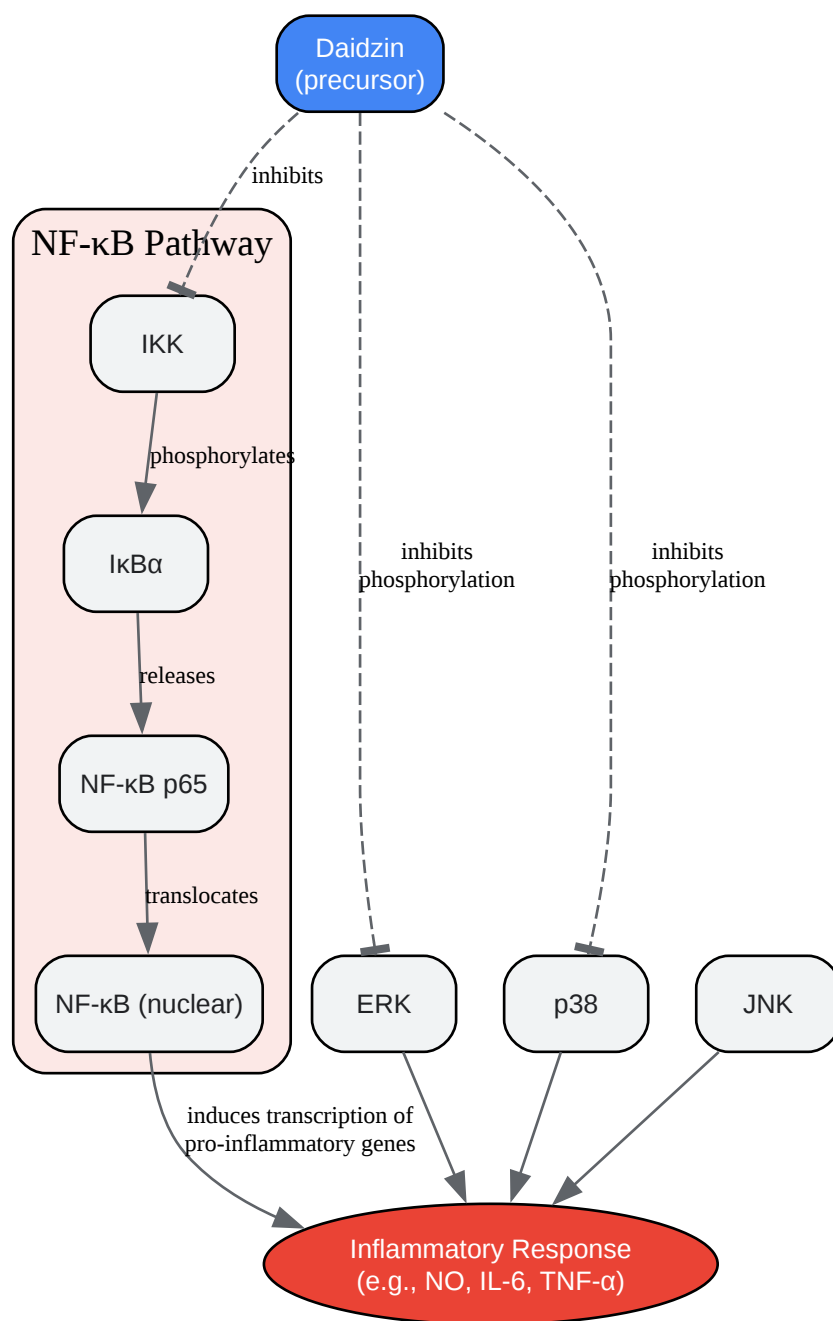 Daidzin
(precursor)
inhibits
NF-κB Pathway
IKK
phosphorylates
IκBα
inhibits
phosphorylation
inhibits
phosphorylation
releases
NF-κB p65
translocates
NF-κB (nuclear)
ERK
p38
JNK
induces transcription of
pro-inflammatory genes
Inflammatory Response
(e.g., NO, IL-6, TNF-α)